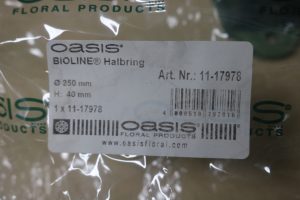 OASIS
FLORAL PRODUCTS
OASIS®
BIOLINE® Halbring
Art. Nr.: 11-17978
Ø 250 mm
H: 40 mm
1 x 11-17978
OASIS®
FLORAL PRODUCTS
www.oasisfloral.com